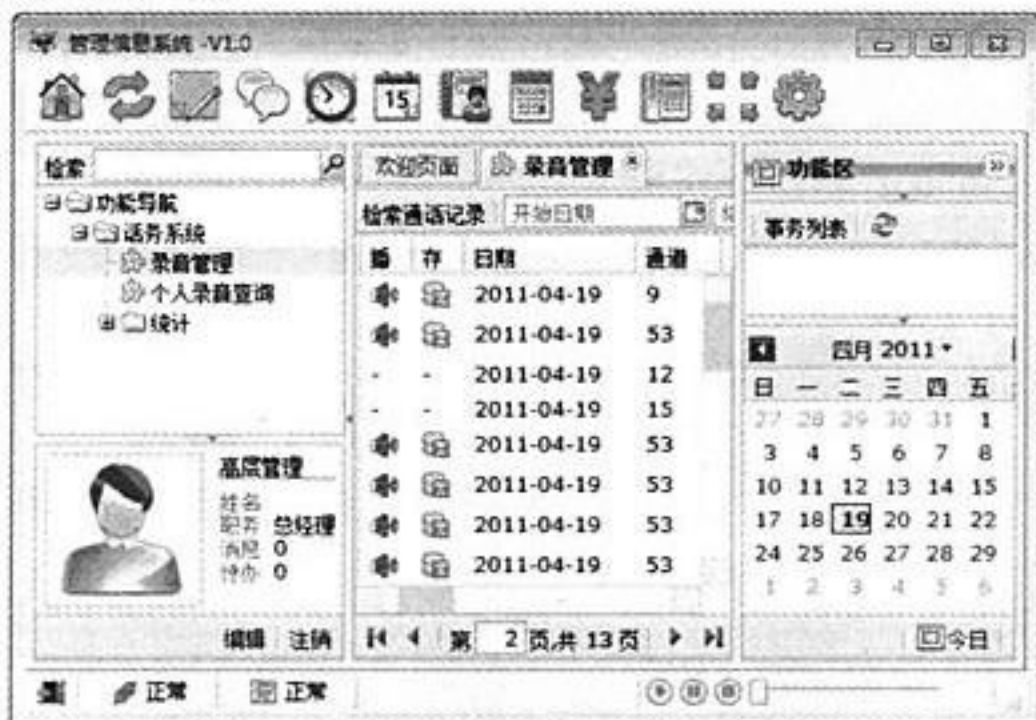 管理信息系统 -V1.0
15
检索
功能导航
话务系统
录音管理
个人录音查询
统计
高层管理
姓名
职务 总经理
消息 0
待办 0
编辑 注销
欢迎页面 录音管理
检索通话记录 开始日期 结
播 存 日期 通道
2011-04-19 9
2011-04-19 53
- - 2011-04-19 12
- - 2011-04-19 15
2011-04-19 53
2011-04-19 53
2011-04-19 53
2011-04-19 53
第 2 页,共 13 页
功能区
事务列表
四月 2011
日 一 二 三 四 五
27 28 29 30 31 1
3 4 5 6 7 8
10 11 12 13 14 15
17 18 19 20 21 22
24 25 26 27 28 29
1 2 3 4 5 6
今日
正常 正常